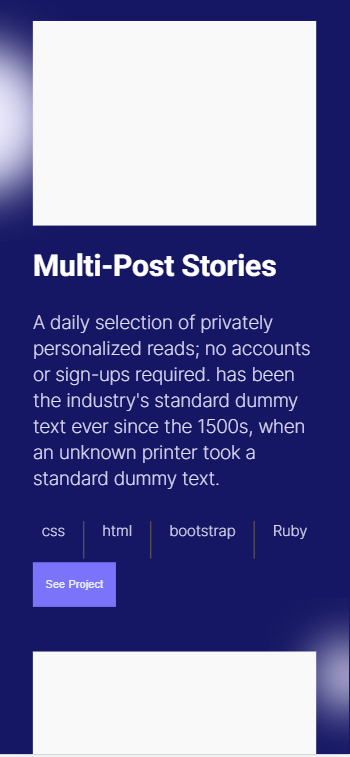 Multi-Post Stories
A daily selection of privately
personalized reads; no accounts
or sign-ups required. has been
the industry's standard dummy
text ever since the 1500s, when
an unknown printer took a
standard dummy text.
css html bootstrap Ruby
See Project